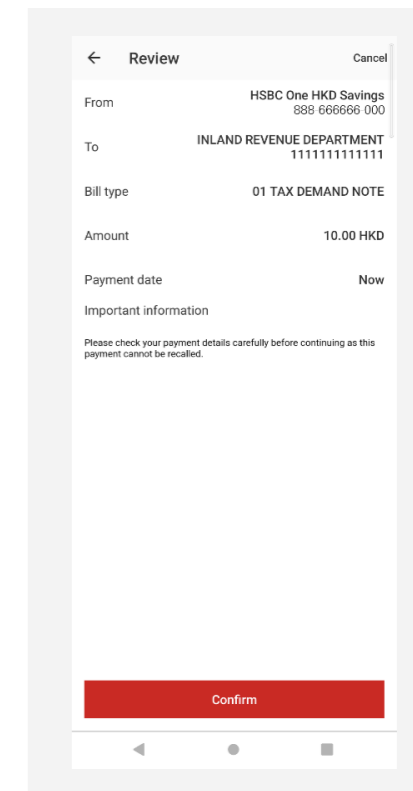 Review
Cancel
From
HSBC One HKD Savings
888-666666-000
To
INLAND REVENUE DEPARTMENT
1111111111111
Bill type
01 TAX DEMAND NOTE
Amount
10.00 HKD
Payment date
Now
Important information
Please check your payment details carefully before continuing as this
payment cannot be recalled.
Confirm